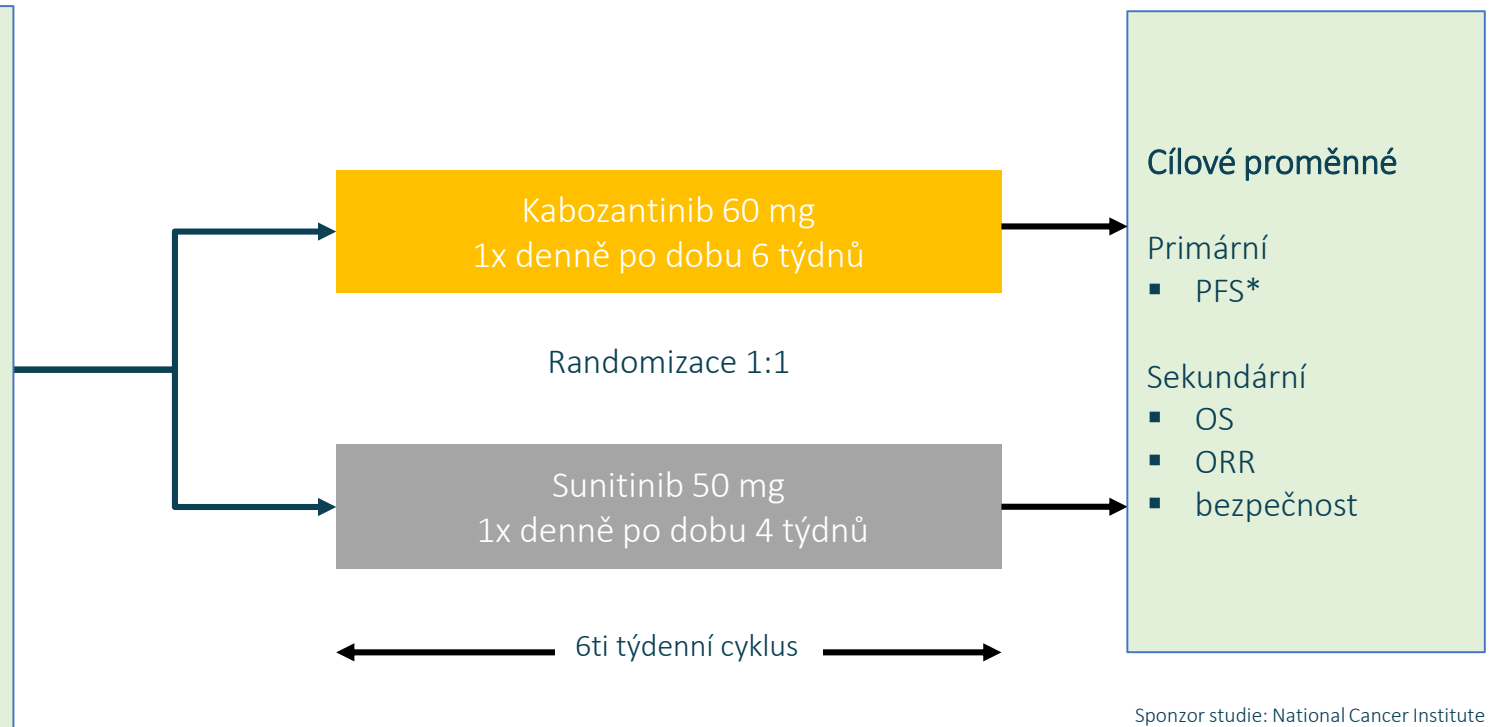 Kabozantinib 60 mg
1x denně po dobu 6 týdnů
Randomizace 1:1
Sunitinib 50 mg
1x denně po dobu 4 týdnů
6ti týdenní cyklus
Cílové proměnné
Primární
▪ PFS*
Sekundární
▪ OS
▪ ORR
▪ bezpečnost
Sponzor studie: National Cancer Institute